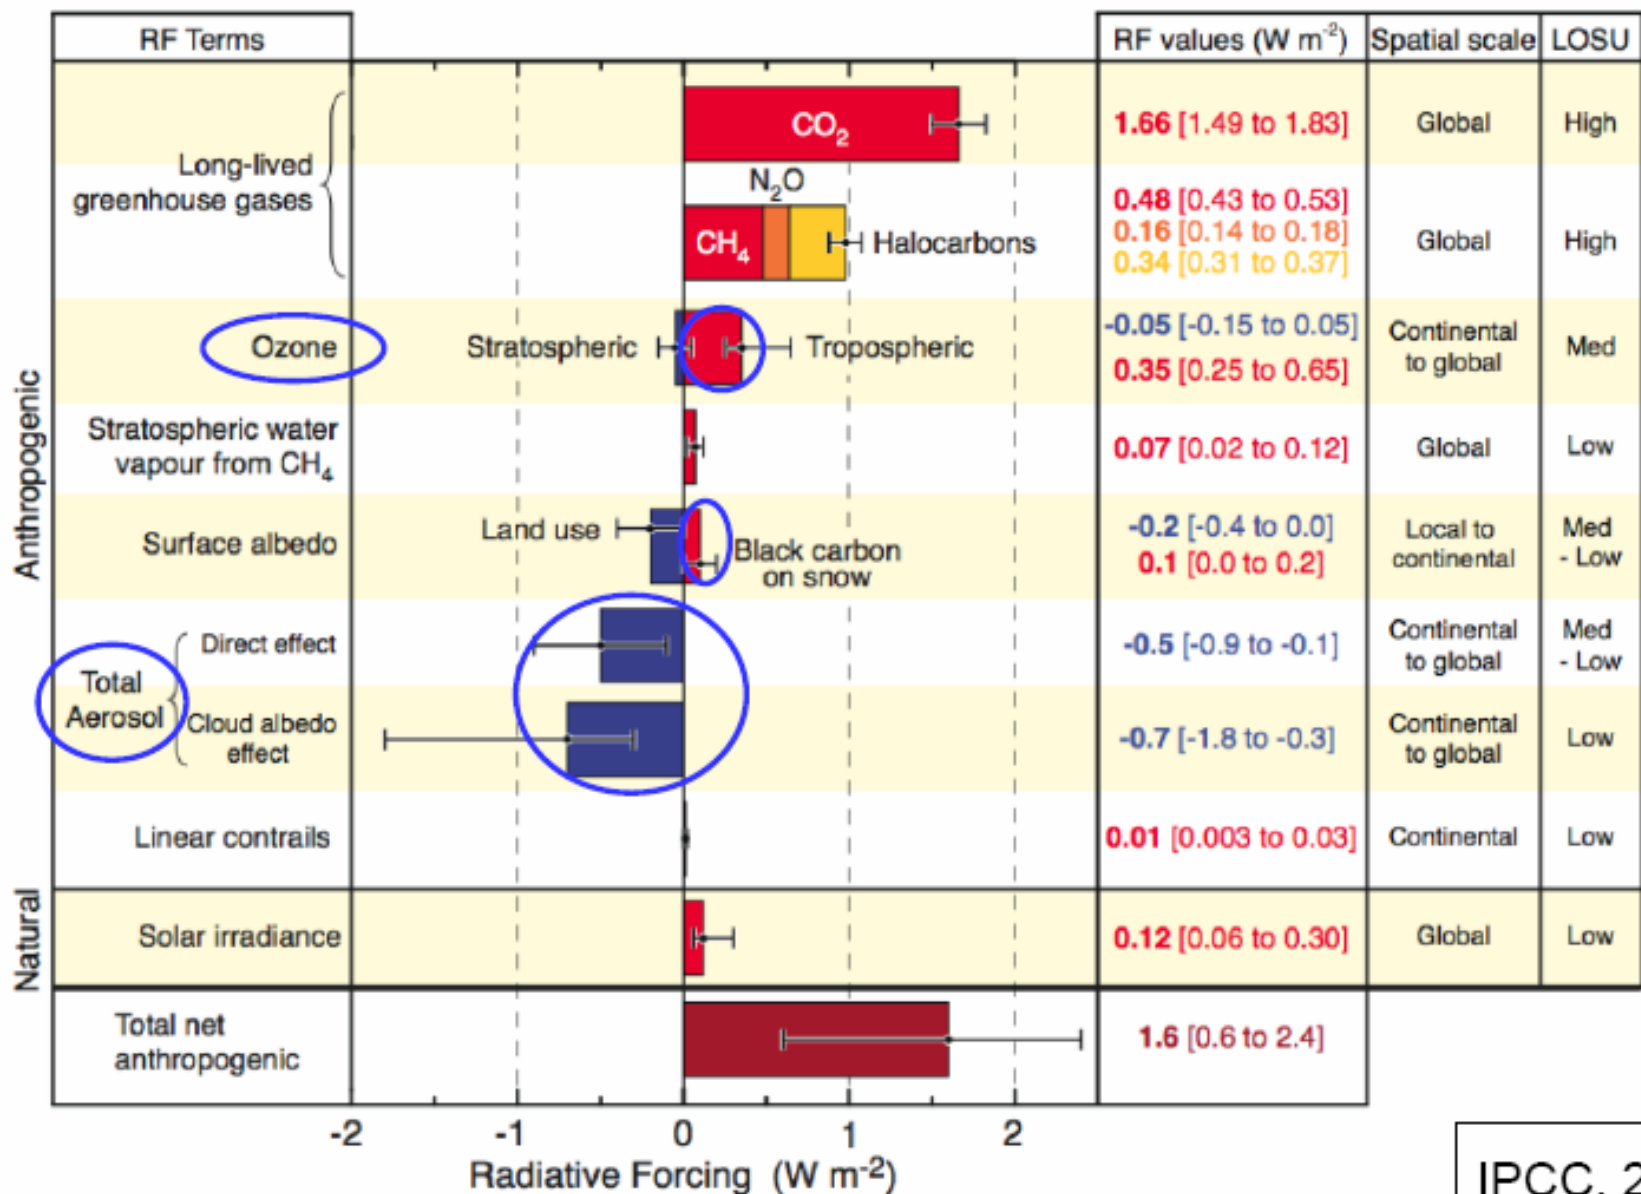 RF Terms
RF values (W m⁻²)
Spatial scale
LOSU
Anthropogenic
Long-lived
greenhouse gases
CO₂
1.66 [1.49 to 1.83]
Global
High
N₂O
CH₄
Halocarbons
0.48 [0.43 to 0.53]
0.16 [0.14 to 0.18]
0.34 [0.31 to 0.37]
Global
High
Ozone
Stratospheric
Tropospheric
-0.05 [-0.15 to 0.05]
0.35 [0.25 to 0.65]
Continental
to global
Med
Stratospheric water
vapour from CH₄
0.07 [0.02 to 0.12]
Global
Low
Surface albedo
Land use
Black carbon
on snow
-0.2 [-0.4 to 0.0]
0.1 [0.0 to 0.2]
Local to
continental
Med
- Low
Total
Aerosol
Direct effect
-0.5 [-0.9 to -0.1]
Continental
to global
Med
- Low
Cloud albedo
effect
-0.7 [-1.8 to -0.3]
Continental
to global
Low
Linear contrails
0.01 [0.003 to 0.03]
Continental
Low
Natural
Solar irradiance
0.12 [0.06 to 0.30]
Global
Low
Total net
anthropogenic
1.6 [0.6 to 2.4]
-2 -1 0 1 2
Radiative Forcing (W m⁻²)
IPCC, 2